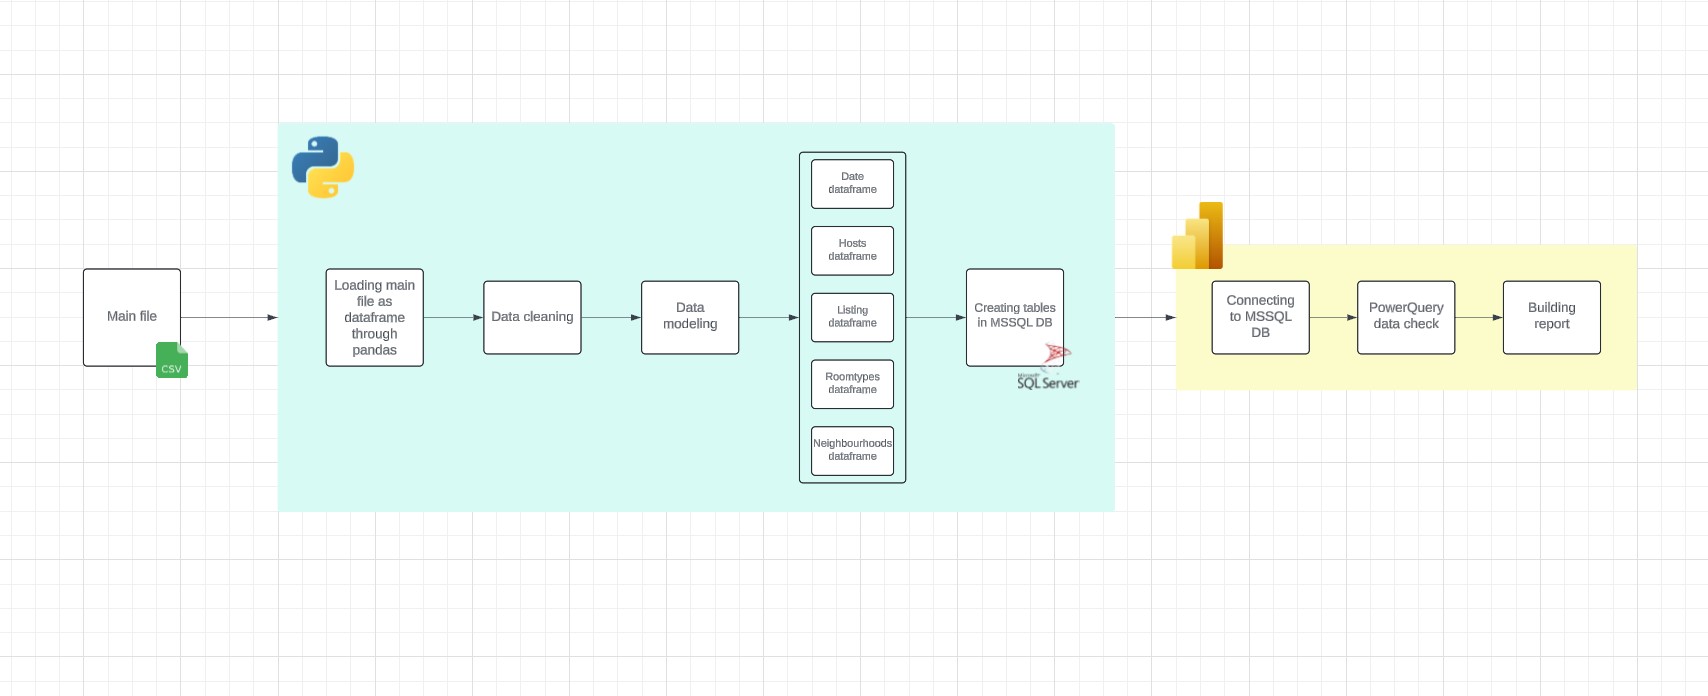 Main file
CSV
Loading main
file as
dataframe
through
pandas
Data cleaning
Data
modeling
Date
dataframe
Hosts
dataframe
Listing
dataframe
Roomtypes
dataframe
Neighbourhoods
dataframe
Creating tables
in MSSQL DB
Microsoft
SQL Server
Connecting
to MSSQL
DB
PowerQuery
data check
Building
report